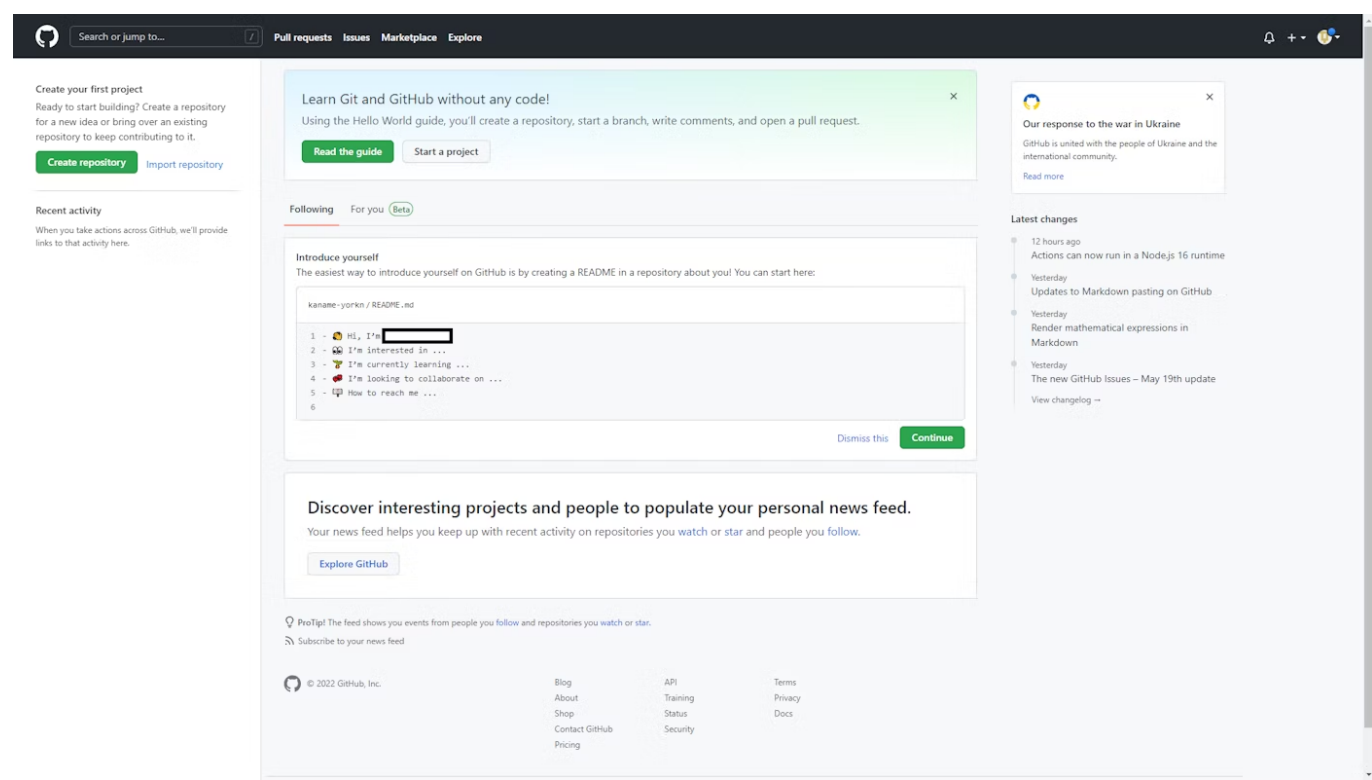 Search or jump to... /
Pull requests Issues Marketplace Explore
Create your first project
Ready to start building? Create a repository
for a new idea or bring over an existing
repository to keep contributing to it.
Create repository Import repository
Recent activity
When you take actions across GitHub, we'll provide
links to that activity here.
Learn Git and GitHub without any code!
Using the Hello World guide, you'll create a repository, start a branch, write comments, and open a pull request.
Read the guide Start a project
Following For you Beta
Introduce yourself
The easiest way to introduce yourself on GitHub is by creating a README in a repository about you! You can start here:
kaname-yorkn / README.md
1 - 👋 Hi, I'm
2 - 👀 I'm interested in ...
3 - 🌱 I'm currently learning ...
4 - 💞️ I'm looking to collaborate on ...
5 - 📫 How to reach me ...
6
Dismiss this Continue
Discover interesting projects and people to populate your personal news feed.
Your news feed helps you keep up with recent activity on repositories you watch or star and people you follow.
Explore GitHub
ProTip! The feed shows you events from people you follow and repositories you watch or star.
Subscribe to your news feed
Our response to the war in Ukraine
GitHub is united with the people of Ukraine and the
international community.
Read more
Latest changes
12 hours ago
Actions can now run in a Node.js 16 runtime
Yesterday
Updates to Markdown pasting on GitHub
Yesterday
Render mathematical expressions in
Markdown
Yesterday
The new GitHub Issues – May 19th update
View changelog →
© 2022 GitHub, Inc.
Blog
About
Shop
Contact GitHub
Pricing
API
Training
Status
Security
Terms
Privacy
Docs